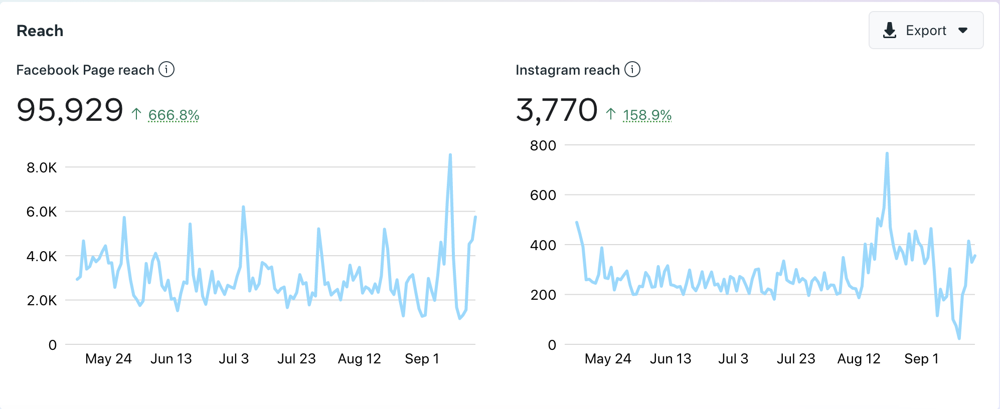 Reach
Export
Facebook Page reach
95,929 ↑ 666.8%
8.0K
6.0K
4.0K
2.0K
0
May 24 Jun 13 Jul 3 Jul 23 Aug 12 Sep 1
Instagram reach
3,770 ↑ 158.9%
800
600
400
200
0
May 24 Jun 13 Jul 3 Jul 23 Aug 12 Sep 1